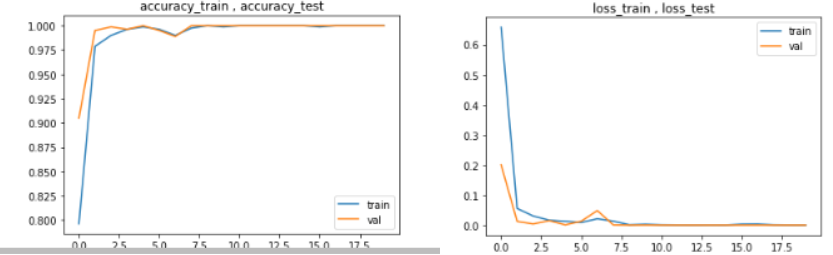 accuracy_train , accuracy_test
1.000
0.975
0.950
0.925
0.900
0.875
0.850
0.825
0.800
train
val
0.0 2.5 5.0 7.5 10.0 12.5 15.0 17.5
loss_train , loss_test
0.6
0.5
0.4
0.3
0.2
0.1
0.0
train
val
0.0 2.5 5.0 7.5 10.0 12.5 15.0 17.5